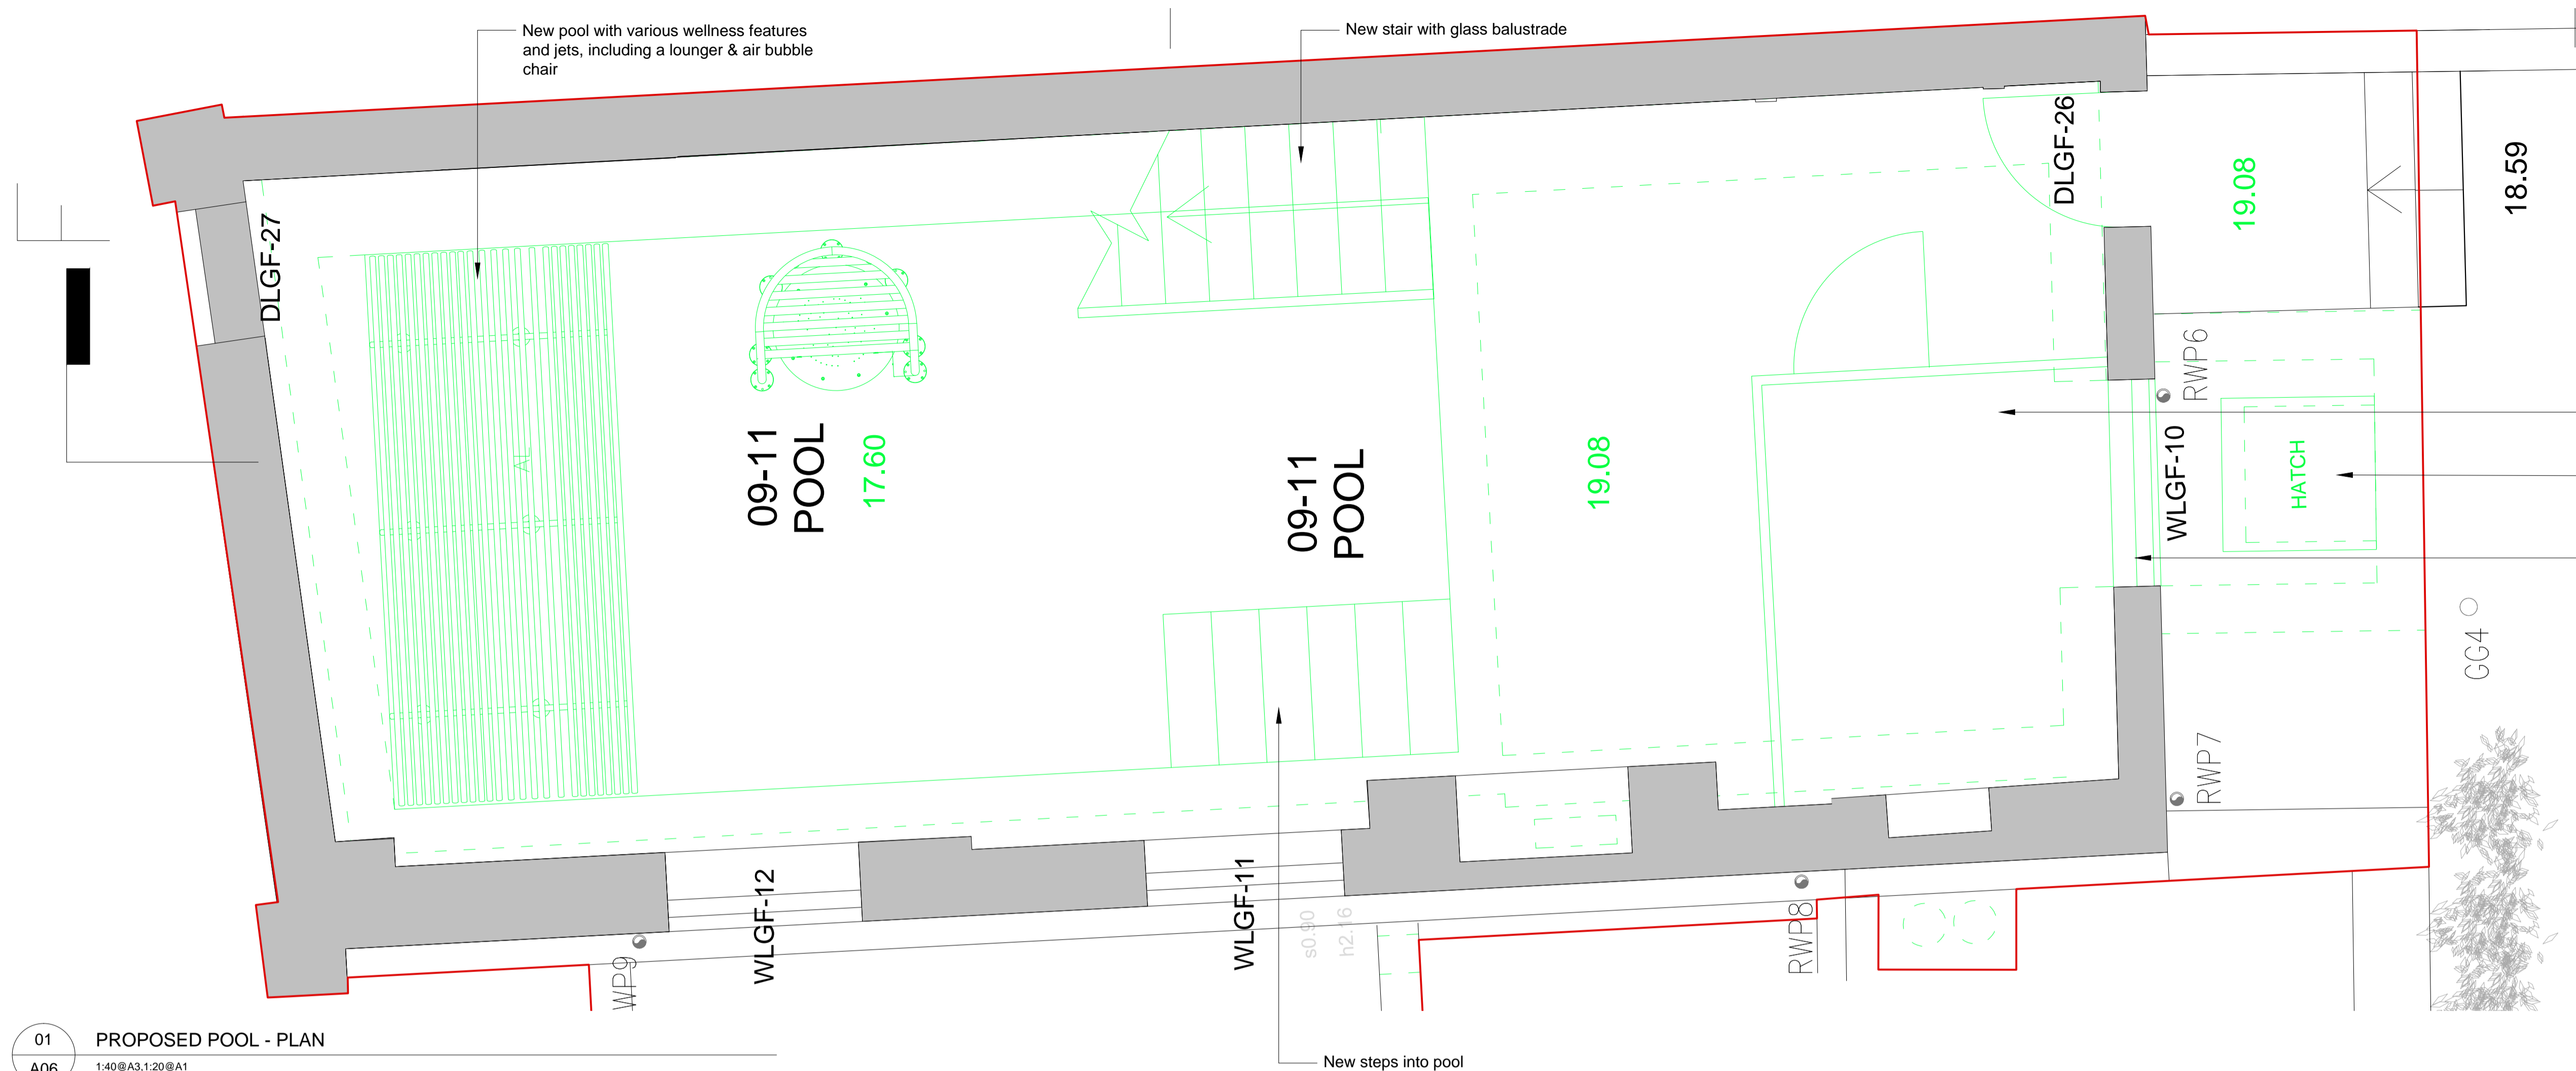 New pool with various wellness features
and jets, including a lounger & air bubble
chair
New stair with glass balustrade
DLGF-27
DLGF-26
19.08
18.59
09-11
POOL
17.60
09-11
POOL
19.08
RWP6
WLGF-10
HATCH
GG4
RWP7
WLGF-12
WLGF-11
s0.90
h2.16
RWP8
WP9
New steps into pool
01
A06
PROPOSED POOL - PLAN
1:40@A3,1:20@A1